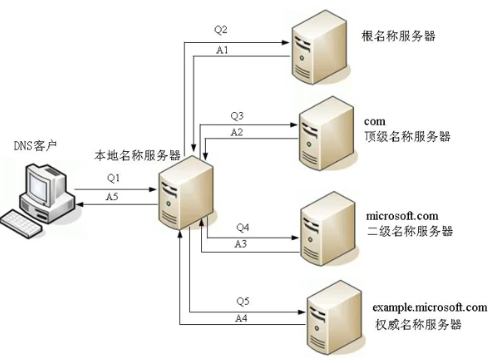 Q2
根名称服务器
A1
Q3
com
A2
顶级名称服务器
DNS客户
本地名称服务器
Q1
A5
microsoft.com
Q4
二级名称服务器
A3
Q5
example.microsoft.com
A4
权威名称服务器